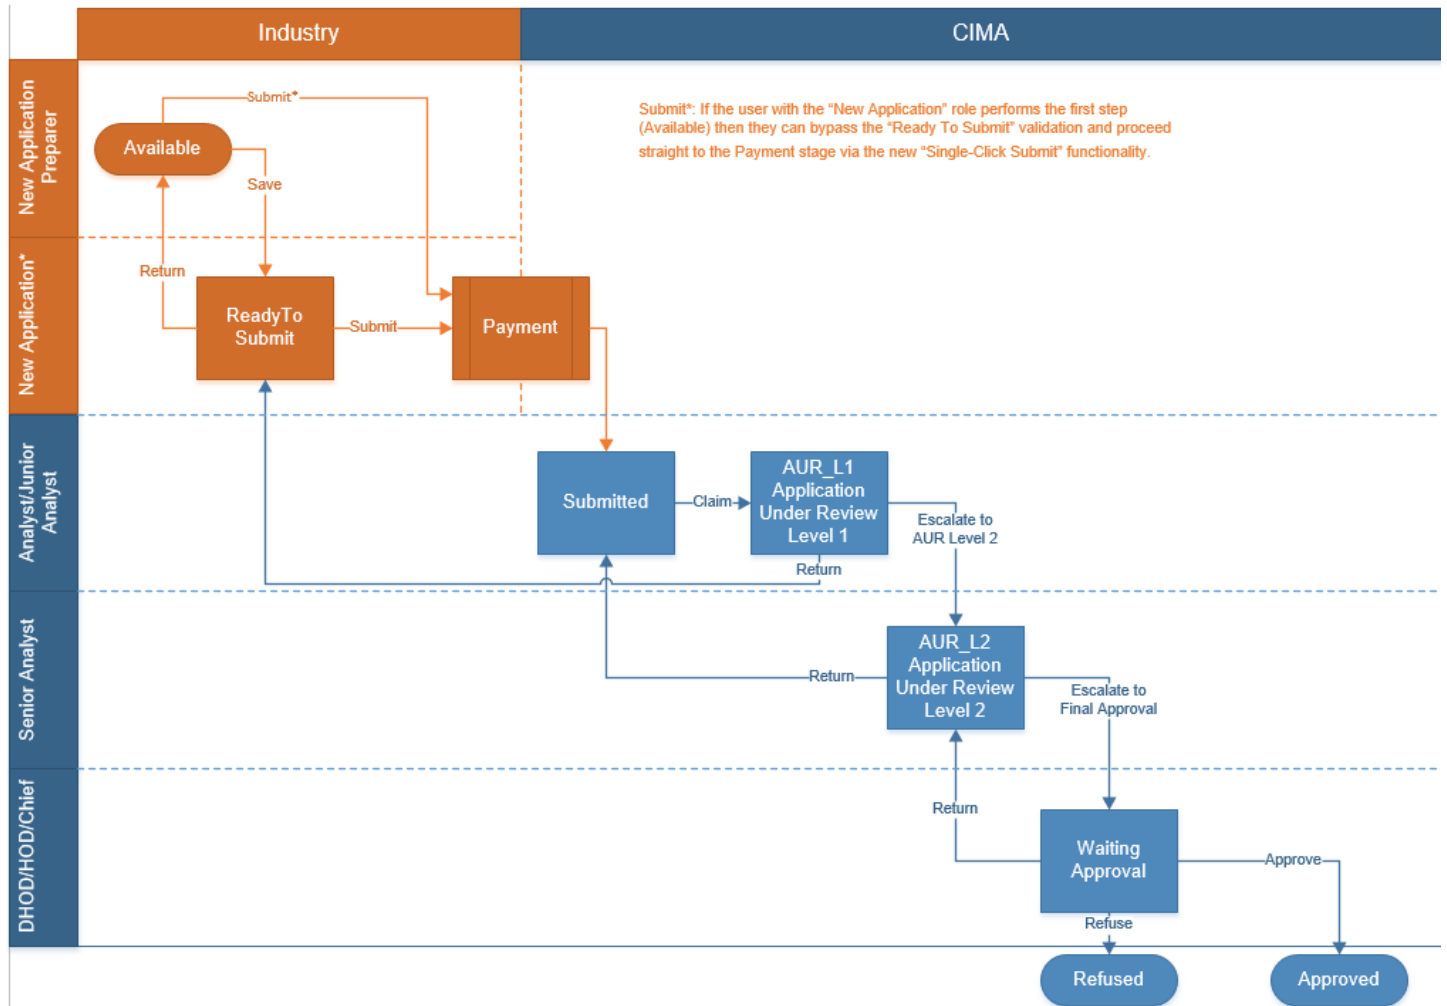 Industry
CIMA
New Application
Preparer
Submit*
Submit*: If the user with the “New Application” role performs the first step
(Available) then they can bypass the “Ready To Submit” validation and proceed
straight to the Payment stage via the new “Single-Click Submit” functionality.
Available
Save
New Application*
Return
ReadyTo
Submit
Submit
Payment
Analyst/Junior
Analyst
Submitted
Claim
AUR_L1
Application
Under Review
Level 1
Escalate to
AUR Level 2
Return
Senior Analyst
Return
AUR_L2
Application
Under Review
Level 2
Escalate to
Final Approval
DHOD/HOD/Chief
Return
Waiting
Approval
Approve
Refuse
Refused
Approved